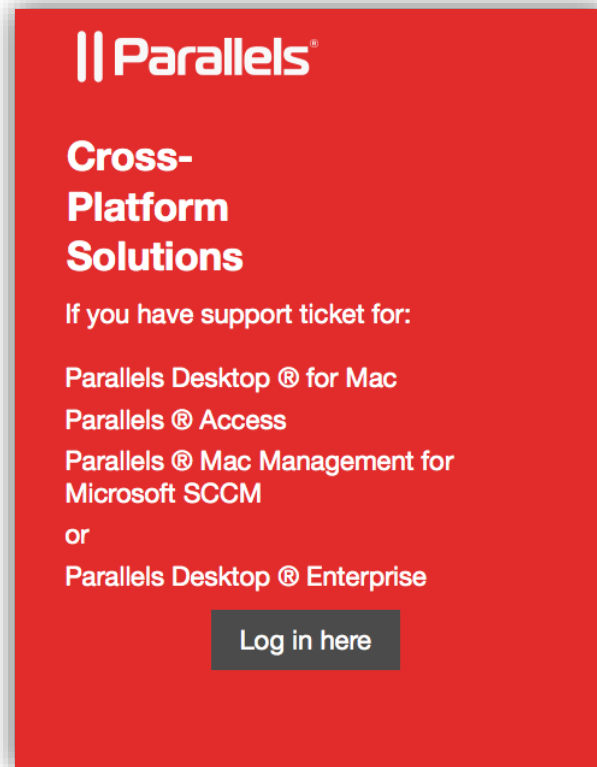 || Parallels®
Cross-
Platform
Solutions
If you have support ticket for:
Parallels Desktop ® for Mac
Parallels ® Access
Parallels ® Mac Management for
Microsoft SCCM
or
Parallels Desktop ® Enterprise
Log in here